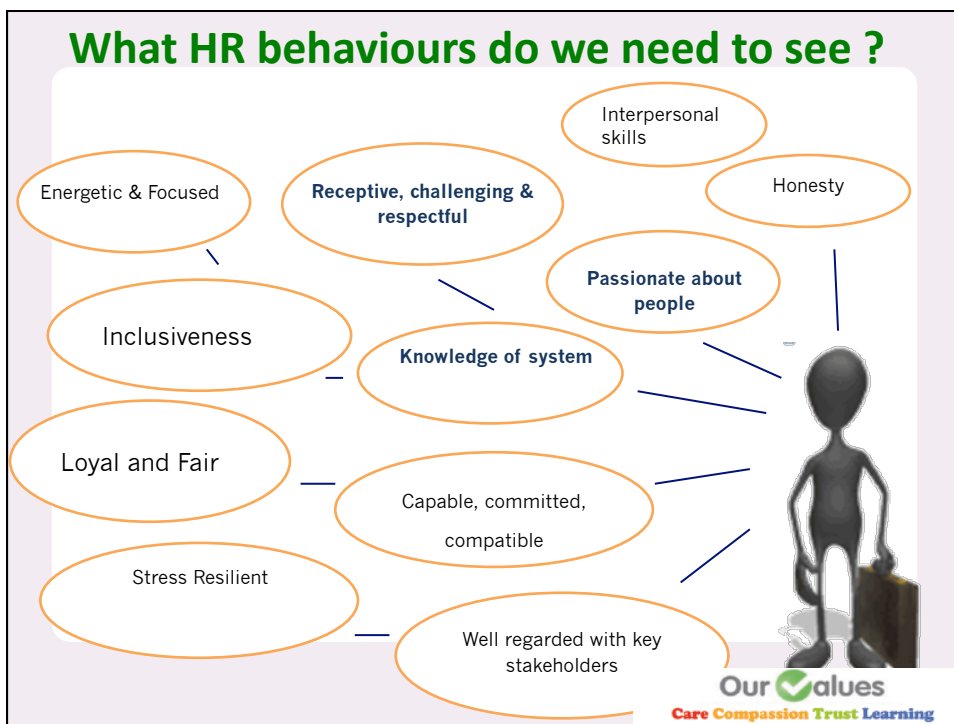 What HR behaviours do we need to see ?
Interpersonal
skills
Energetic & Focused
Receptive, challenging &
respectful
Honesty
Passionate about
people
Inclusiveness
Knowledge of system
Loyal and Fair
Capable, committed,
compatible
Stress Resilient
Well regarded with key
stakeholders
Our Values
Care Compassion Trust Learning